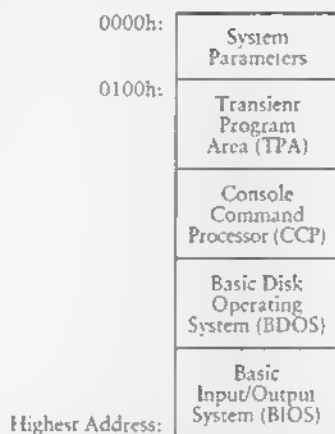 0000h:
System
Parameters
0100h:
Transient
Program
Area (TPA)
Console
Command
Processor (CCP)
Basic Disk
Operating
System (BDOS)
Basic
Input/Output
System (BIOS)
Highest Address: